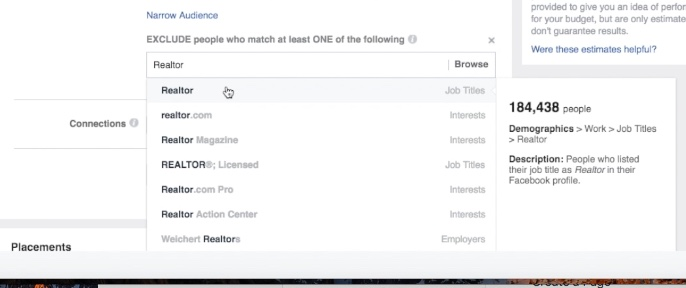 provided to give you an idea of perfor
for your budget, but are only estimate
don't guarantee results.
Were these estimates helpful?
Narrow Audience
EXCLUDE people who match at least ONE of the following
Realtor | Browse
Realtor Job Titles
realtor.com Interests
Realtor Magazine Interests
REALTOR®; Licensed Job Titles
Realtor.com Pro Interests
Realtor Action Center Interests
Weichert Realtors Employers
184,438 people
Demographics > Work > Job Titles
> Realtor
Description: People who listed
their job title as Realtor in their
Facebook profile.
Connections
Placements
Create a Page